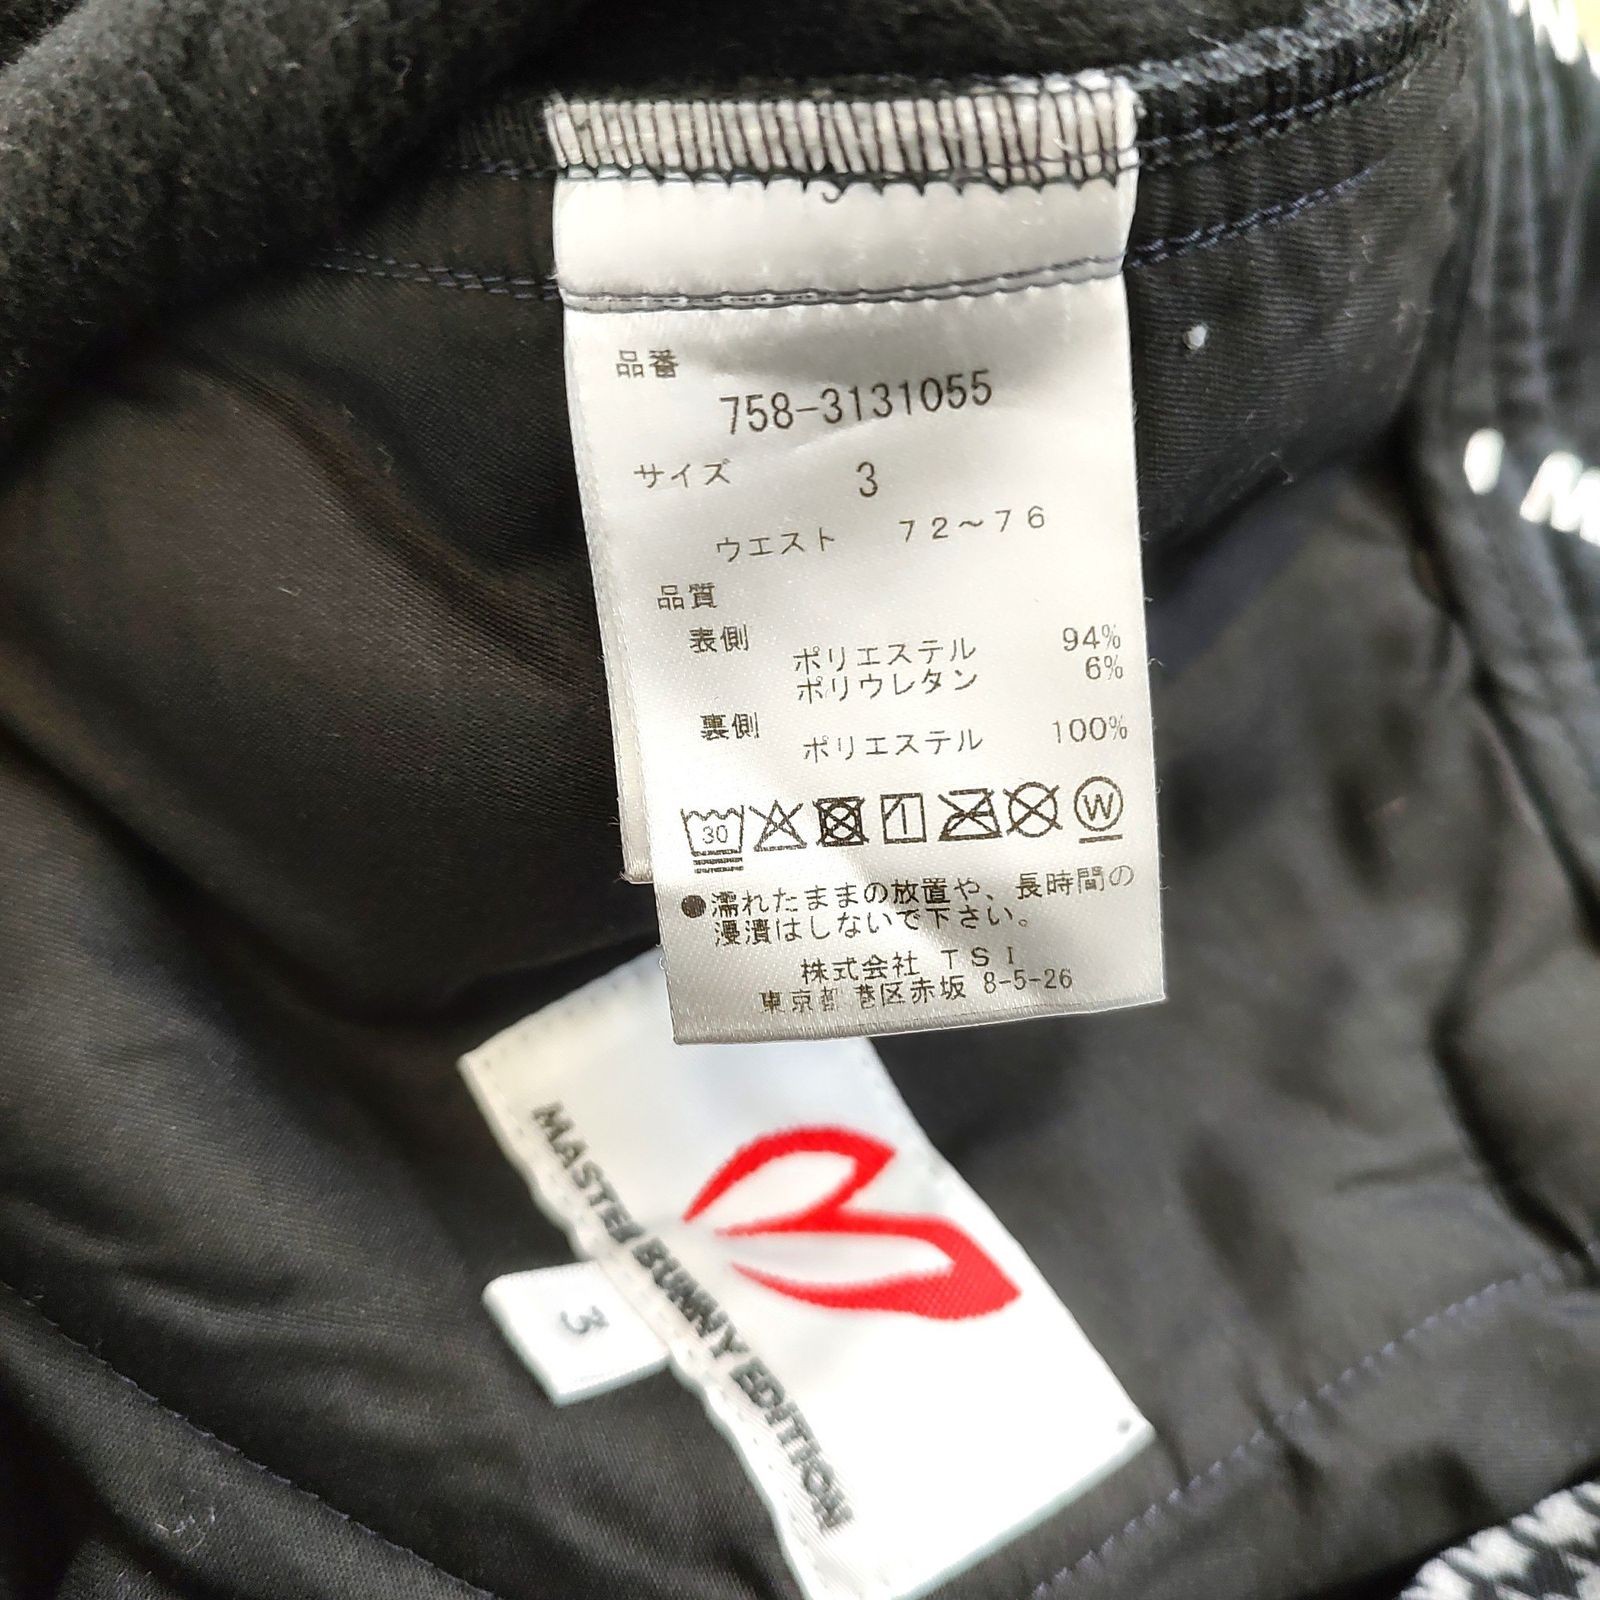 品番
758-3131055
サイズ 3
ウエスト 72～76
品質
表側
ポリエステル 94%
ポリウレタン 6%
裏側
ポリエステル 100%
30 W
●濡れたままの放置や、長時間の
浸漬はしないで下さい。
株式会社 TSI
東京都 港区赤坂 8-5-26
MASTER BUNNY EDITION
3